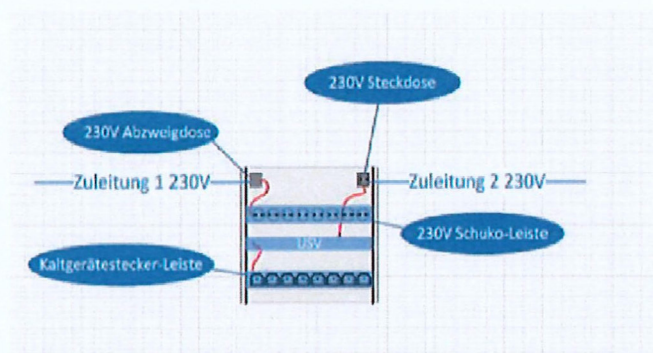 230V Steckdose
230V Abzweigdose
Zuleitung 1 230V
Zuleitung 2 230V
230V Schuko-Leiste
USV
Kaltgerätestecker-Leiste